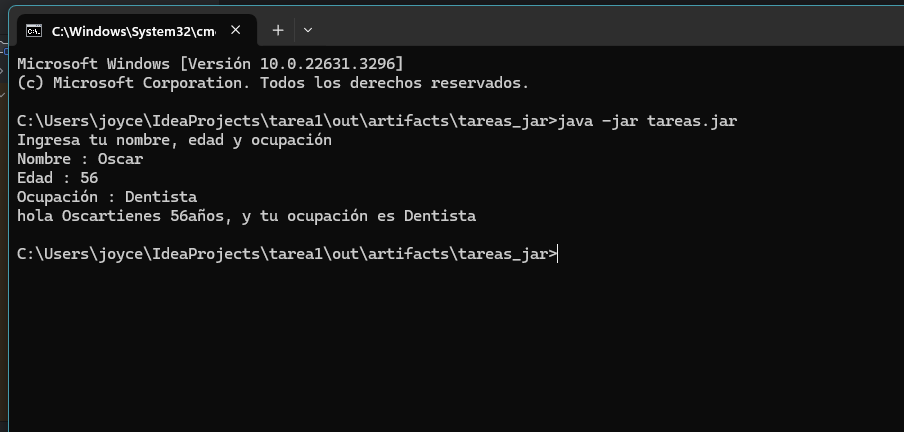 C:\Windows\System32\cm
Microsoft Windows [Versión 10.0.22631.3296]
(c) Microsoft Corporation. Todos los derechos reservados.
C:\Users\joyce\IdeaProjects\tarea1\out\artifacts\tareas_jar>java -jar tareas.jar
Ingresa tu nombre, edad y ocupación
Nombre : Oscar
Edad : 56
Ocupación : Dentista
hola Oscartienes 56años, y tu ocupación es Dentista
C:\Users\joyce\IdeaProjects\tarea1\out\artifacts\tareas_jar>